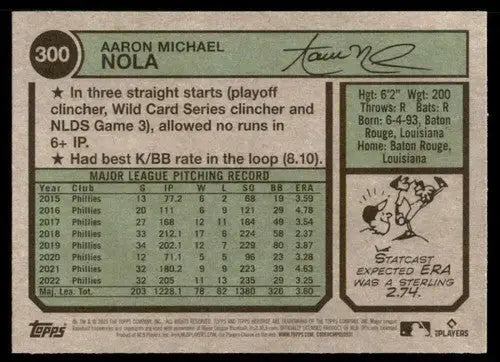 300
AARON MICHAEL
NOLA
★ In three straight starts (playoff
clincher, Wild Card Series clincher and
NLDS Game 3), allowed no runs in
6+ IP.
★ Had best K/BB rate in the loop (8.10).
MAJOR LEAGUE PITCHING RECORD
YEAR Club G IP W L SO BB ERA
2015 Phillies 13 77.2 6 2 68 19 3.59
2016 Phillies 20 111 6 9 121 29 4.78
2017 Phillies 27 168 12 11 184 49 3.54
2018 Phillies 33 212.1 17 6 224 58 2.37
2019 Phillies 34 202.1 12 7 229 80 3.87
2020 Phillies 12 71.1 5 5 96 23 3.28
2021 Phillies 32 180.2 9 9 223 39 4.63
2022 Phillies 32 205 11 13 235 29 3.25
Maj. Lea. Tot. 203 1228.1 78 62 1380 326 3.60
Hgt: 6'2" Wgt: 200
Throws: R Bats: R
Born: 6-4-93, Baton
Rouge, Louisiana
Home: Baton Rouge,
Louisiana
STATCAST
EXPECTED ERA
WAS A STERLING
2.74.
TOPPS
PLAYERS